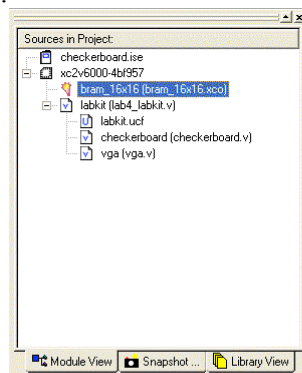 Sources in Project:
checkerboard.ise
xc2v6000-4bf957
bram_16x16 (bram_16x16.xco)
labkit (lab4_labkit.v)
labkit.ucf
checkerboard (checkerboard.v)
vga (vga.v)
Module View Snapshot ... Library View